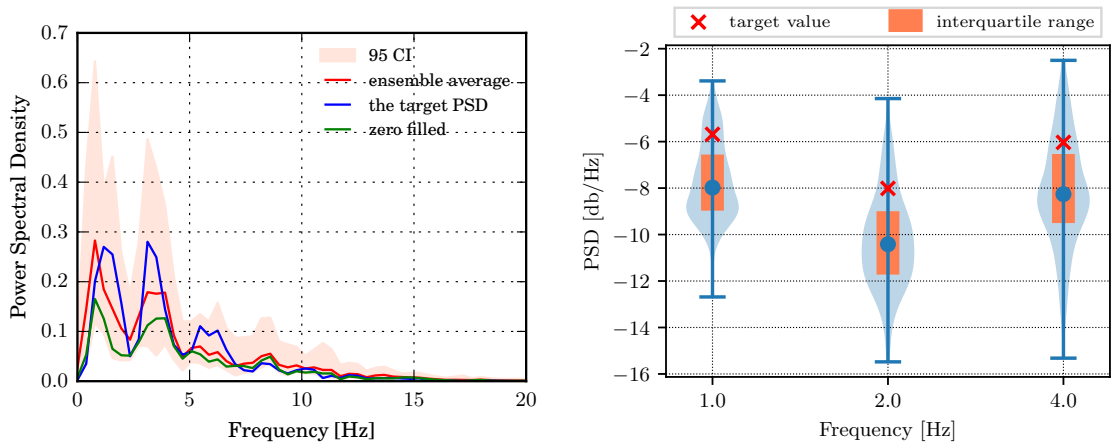 0.7
0.6
0.5
0.4
0.3
0.2
0.1
0.0
Power Spectral Density
95 CI
ensemble average
the target PSD
zero filled
0 5 10 15 20
Frequency [Hz]
target value interquartile range
−2
−4
−6
−8
−10
−12
−14
−16
PSD [db/Hz]
1.0 2.0 4.0
Frequency [Hz]